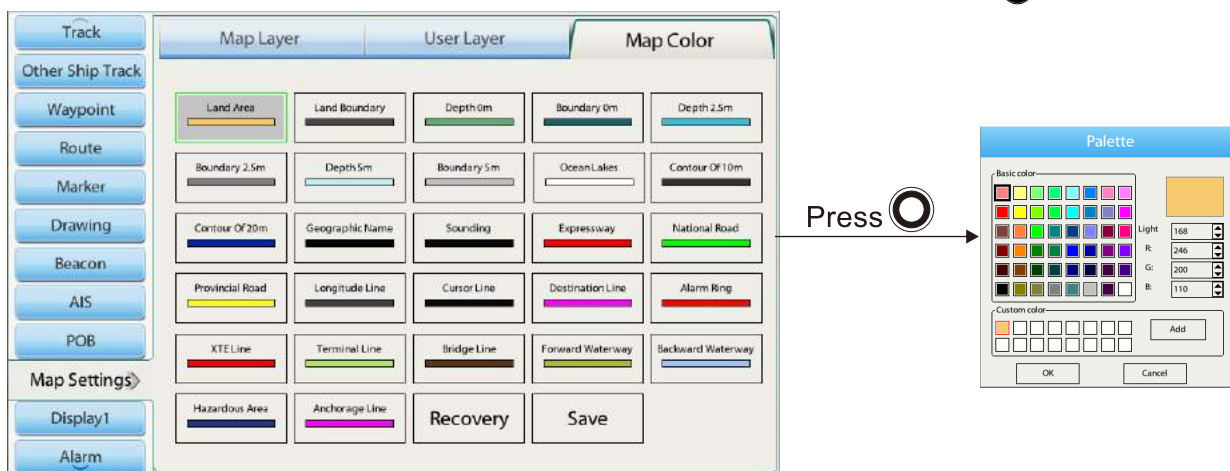 Track
Other Ship Track
Waypoint
Route
Marker
Drawing
Beacon
AIS
POB
Map Settings
Display1
Alarm
Map Layer User Layer Map Color
Land Area Land Boundary Depth 0m Boundary 0m Depth 2.5m
Boundary 2.5m Depth 5m Boundary 5m Ocean Lakes Contour Of 10m
Contour Of 20m Geographic Name Sounding Expressway National Road
Provincial Road Longitude Line Cursor Line Destination Line Alarm Ring
XTE Line Terminal Line Bridge Line Forward Waterway Backward Waterway
Hazardous Area Anchorage Line Recovery Save
Press
Palette
Basic color
Light 168
R: 246
G: 200
B: 110
Custom color
Add
OK Cancel